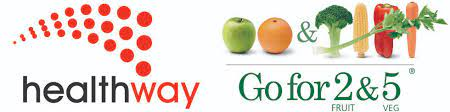 healthway
&
Go for 2 & 5 ®
FRUIT VEG